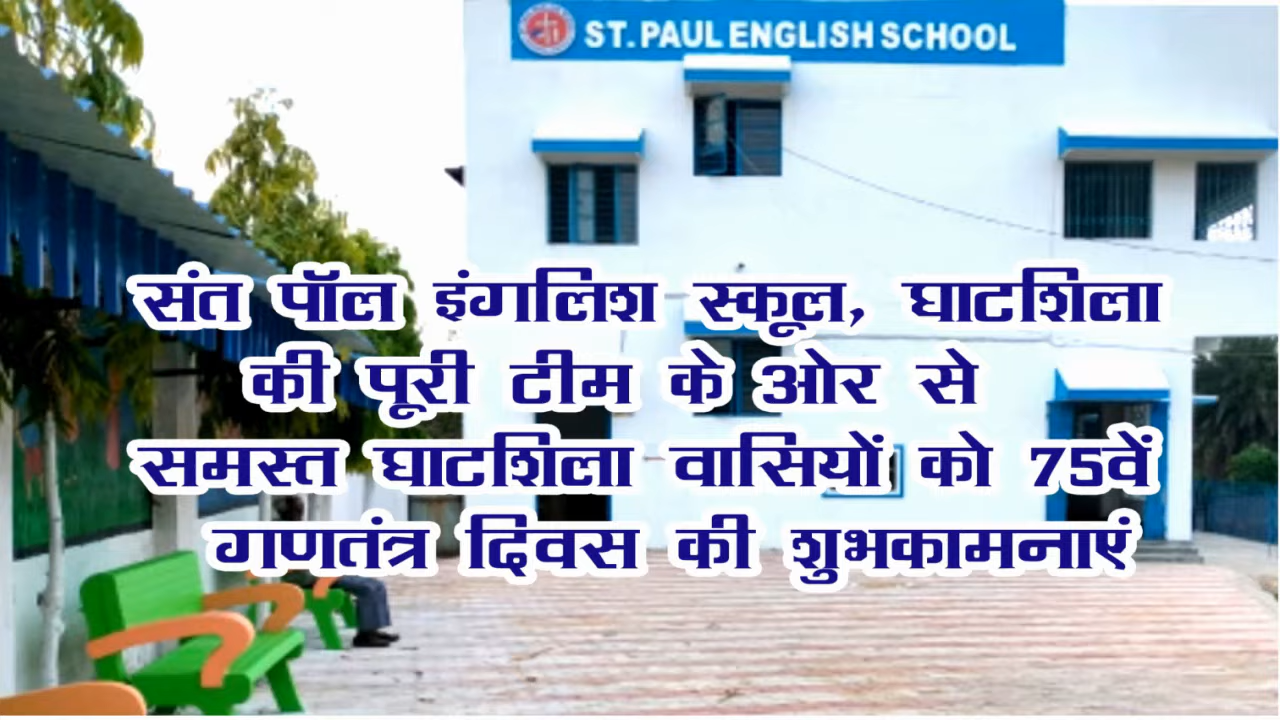 ST. PAUL ENGLISH SCHOOL
संत पॉल इंगलिश स्कूल, घाटशिला
की पूरी टीम के ओर से
समस्त घाटशिला वासियों को 75वें
गणतंत्र दिवस की शुभकामनाएं